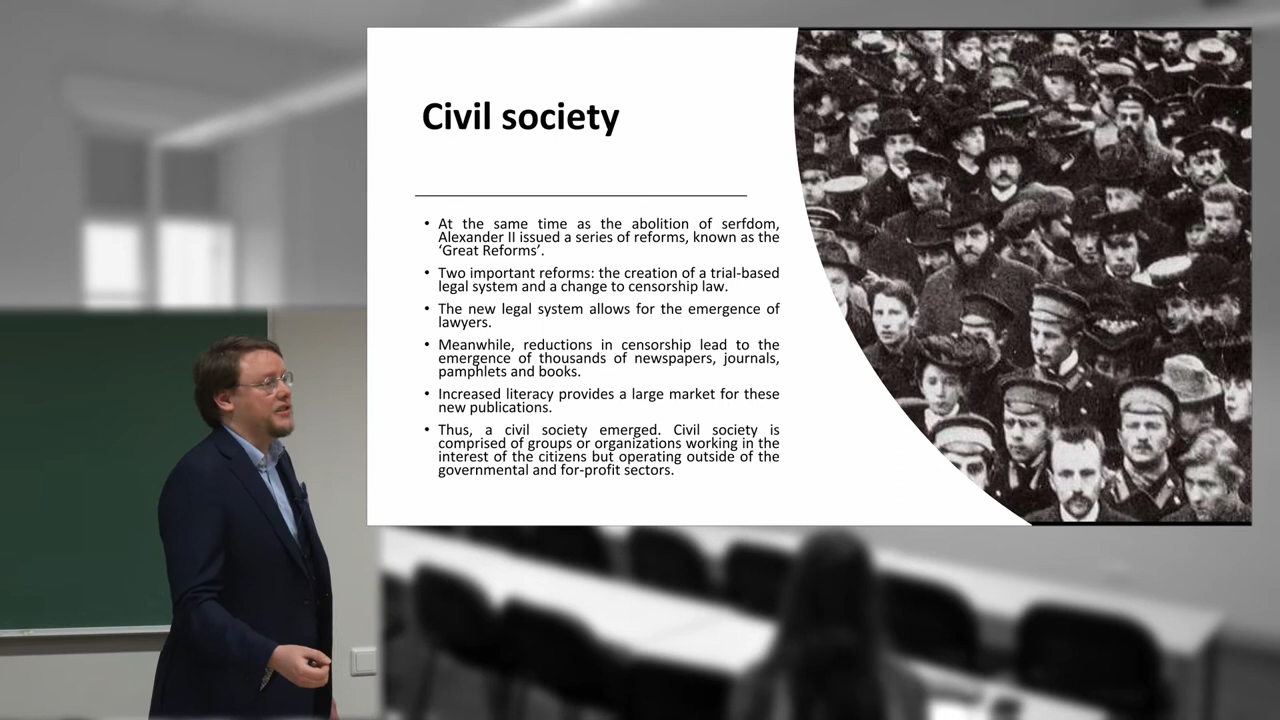 Civil society
• At the same time as the abolition of serfdom,
Alexander II issued a series of reforms, known as the
‘Great Reforms’.
• Two important reforms: the creation of a trial-based
legal system and a change to censorship law.
• The new legal system allows for the emergence of
lawyers.
• Meanwhile, reductions in censorship lead to the
emergence of thousands of newspapers, journals,
pamphlets and books.
• Increased literacy provides a large market for these
new publications.
• Thus, a civil society emerged. Civil society is
comprised of groups or organizations working in the
interest of the citizens but operating outside of the
governmental and for-profit sectors.